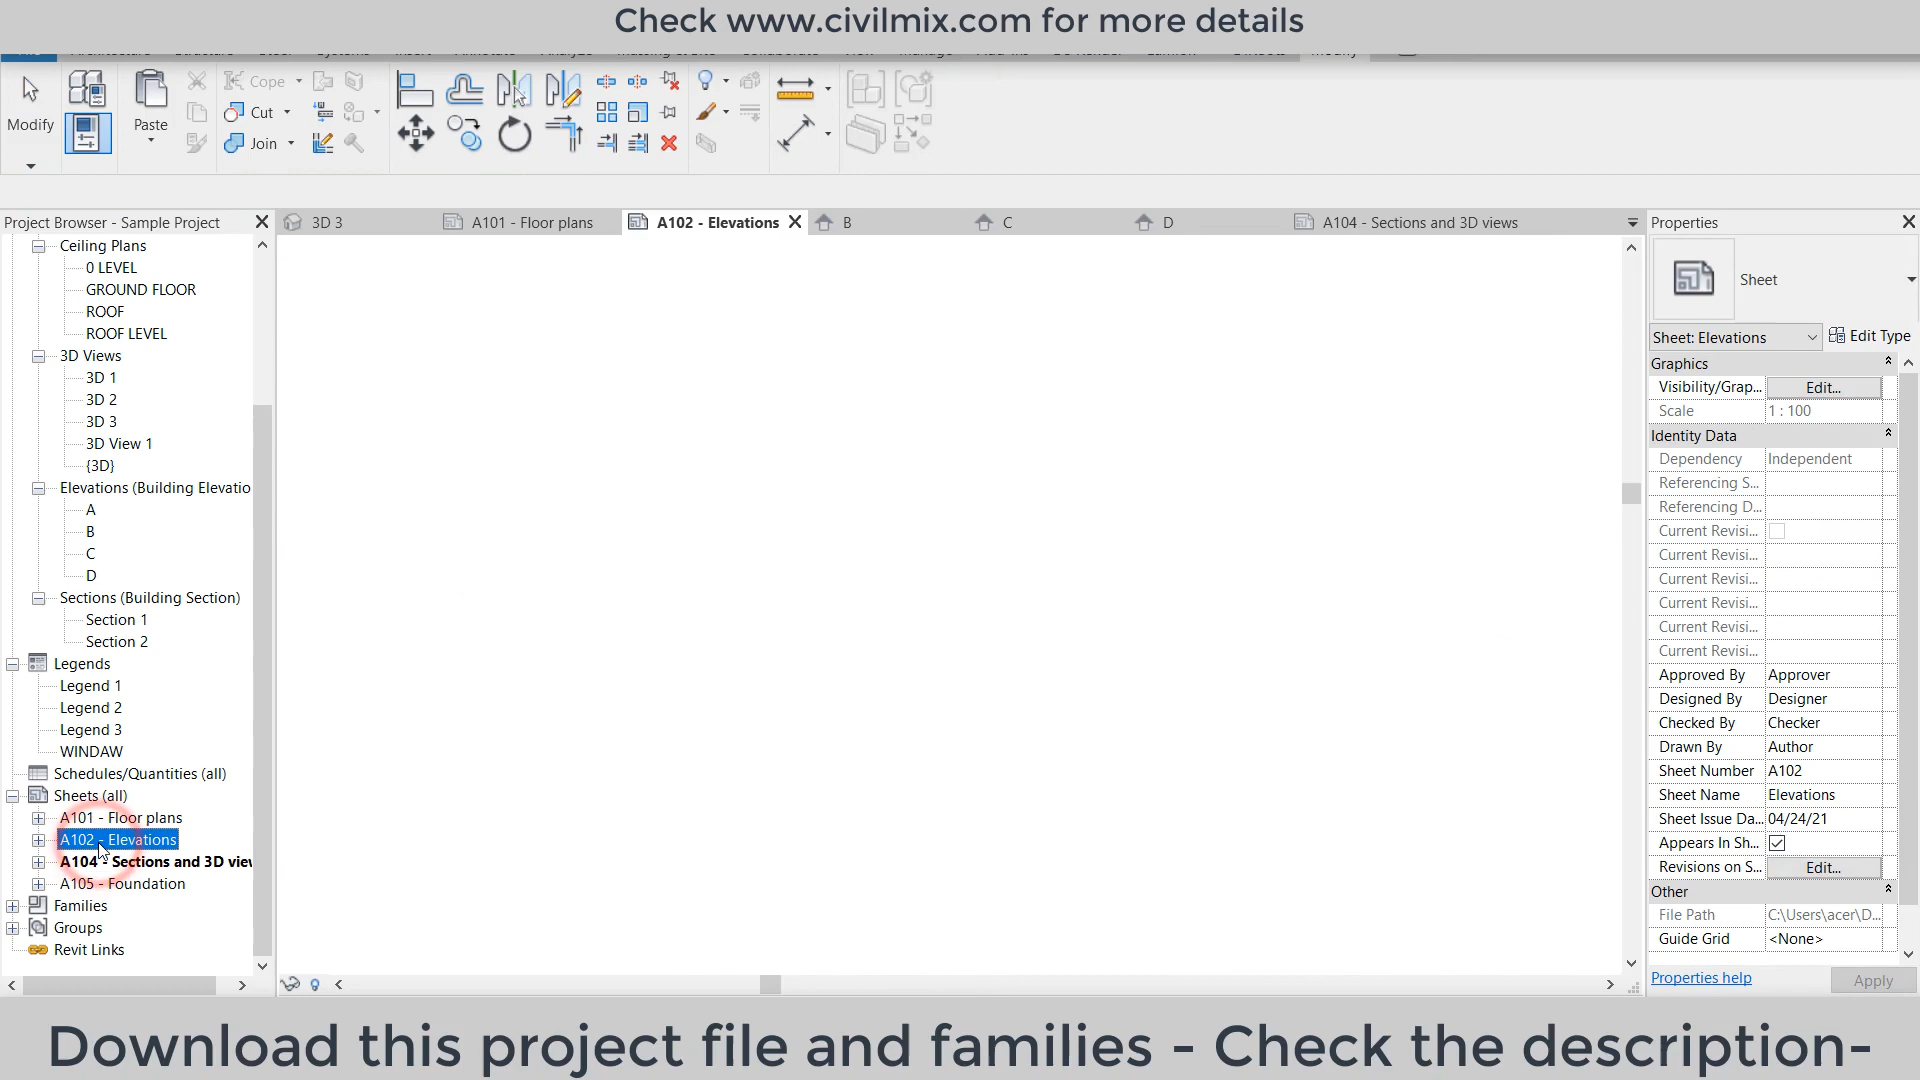 Check www.civilmix.com for more details
Modify
Paste
Cope
Cut
Join
Project Browser - Sample Project
3D 3
A101 - Floor plans
A102 - Elevations
B
C
D
A104 - Sections and 3D views
Properties
Ceiling Plans
0 LEVEL
GROUND FLOOR
ROOF
ROOF LEVEL
3D Views
3D 1
3D 2
3D 3
3D View 1
{3D}
Elevations (Building Elevatio
A
B
C
D
Sections (Building Section)
Section 1
Section 2
Legends
Legend 1
Legend 2
Legend 3
WINDAW
Schedules/Quantities (all)
Sheets (all)
A101 - Floor plans
A102 - Elevations
A104 - Sections and 3D view
A105 - Foundation
Families
Groups
Revit Links
Sheet
Sheet: Elevations
Edit Type
Graphics
Visibility/Grap... Edit...
Scale 1 : 100
Identity Data
Dependency Independent
Referencing S...
Referencing D...
Current Revisi...
Current Revisi...
Current Revisi...
Current Revisi...
Current Revisi...
Current Revisi...
Approved By Approver
Designed By Designer
Checked By Checker
Drawn By Author
Sheet Number A102
Sheet Name Elevations
Sheet Issue Da... 04/24/21
Appears In Sh...
Revisions on S... Edit...
Other
File Path C:\Users\acer\D...
Guide Grid <None>
Properties help
Apply
Download this project file and families - Check the description-